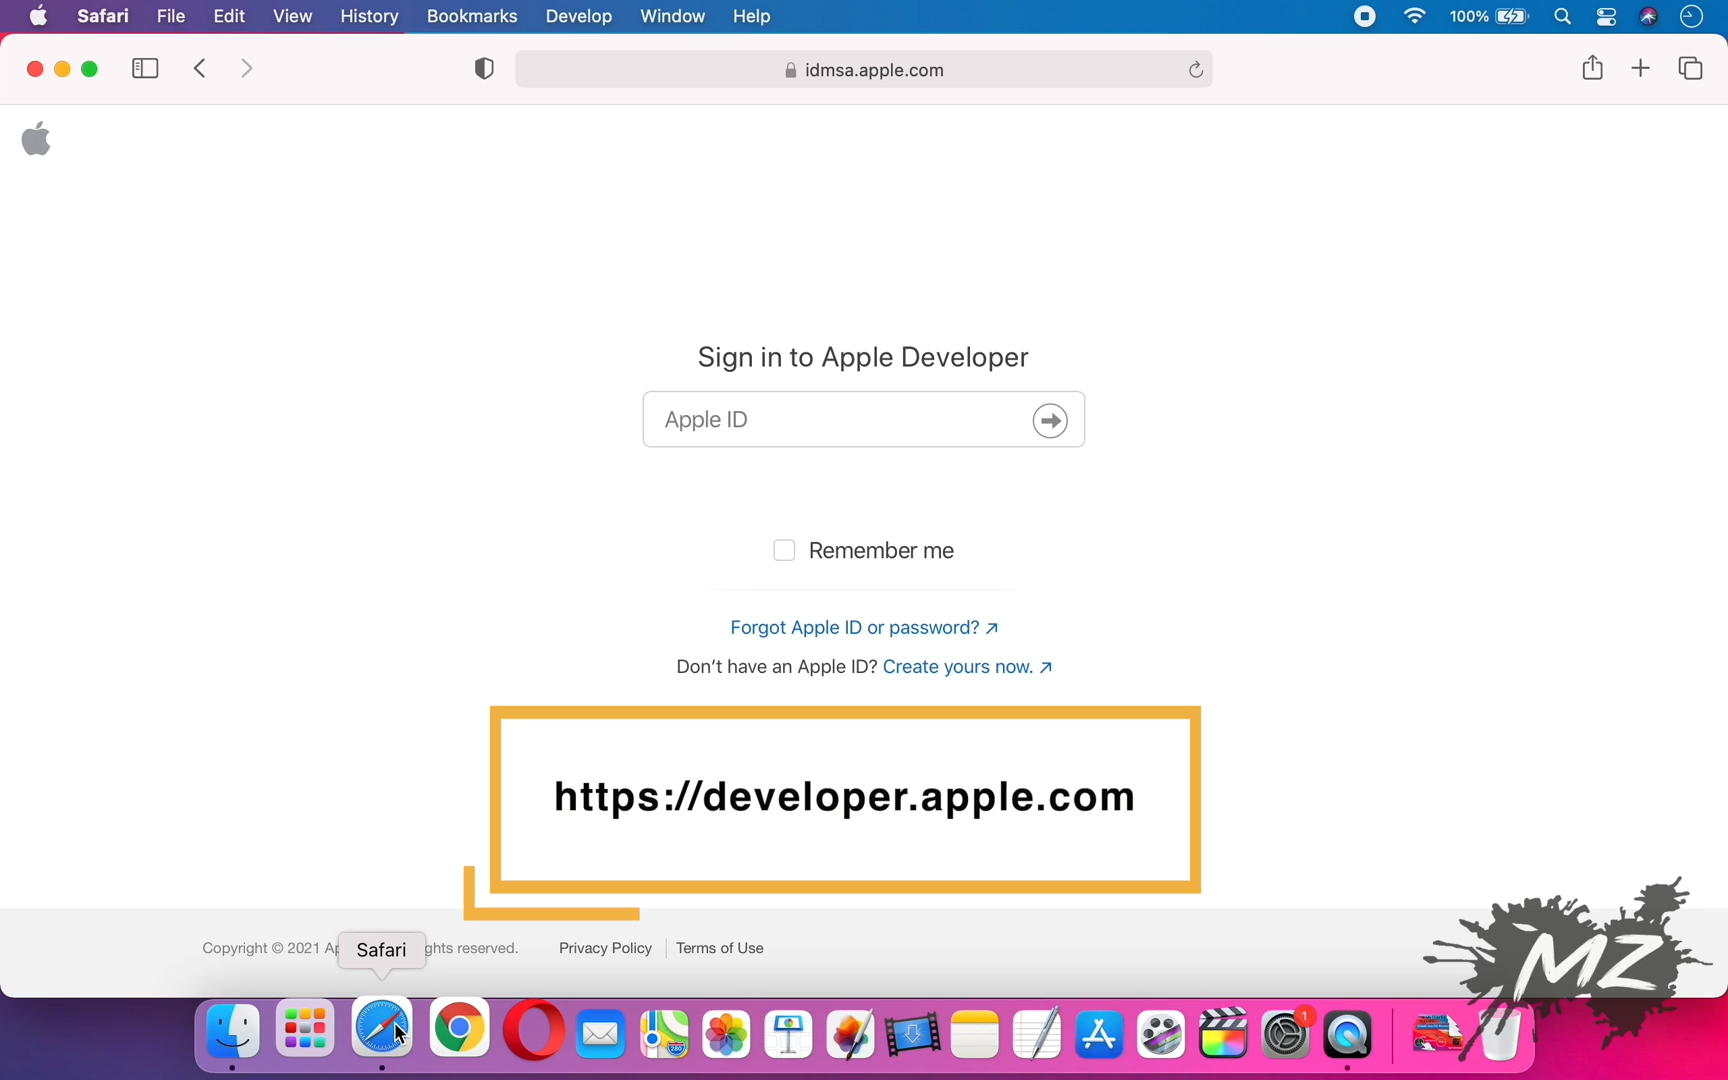 Safari File Edit View History Bookmarks Develop Window Help 100%
idmsa.apple.com
Sign in to Apple Developer
Apple ID
Remember me
Forgot Apple ID or password? ↗
Don't have an Apple ID? Create yours now. ↗
https://developer.apple.com
Copyright © 2021 Ap ghts reserved. Privacy Policy Terms of Use
Safari
MZ
280
1